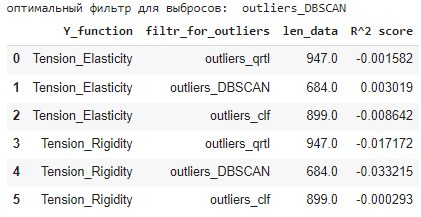 оптимальный фильтр для выбросов:  outliers_DBSCAN
Y_function filtr_for_outliers len_data R^2 score
0 Tension_Elasticity outliers_qrtl 947.0 -0.001582
1 Tension_Elasticity outliers_DBSCAN 684.0 0.003019
2 Tension_Elasticity outliers_clf 899.0 -0.008642
3 Tension_Rigidity outliers_qrtl 947.0 -0.017172
4 Tension_Rigidity outliers_DBSCAN 684.0 -0.033215
5 Tension_Rigidity outliers_clf 899.0 -0.000293